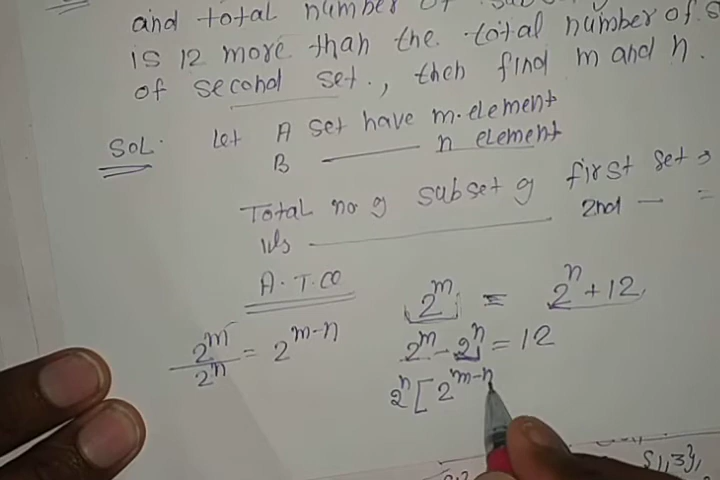 and total number of
is 12 more than the total number of
of second set., then find m and n.
SOL. Let A set have m. element
B n element
Total no g subset g first set
2nd =
A.T.CO
2^m = 2^n + 12
2^m / 2^n = 2^m-n 2^m - 2^n = 12
2^n [ 2^m-n
{1,3},